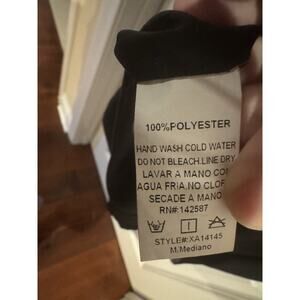 100%POLYESTER
HAND WASH COLD WATER
DO NOT BLEACH.LINE DRY
LAVAR A MANO CON
AGUA FRIA.NO CLOR
SECADE A MANO
RN#:142587
STYLE#:XA14145
M.Mediano